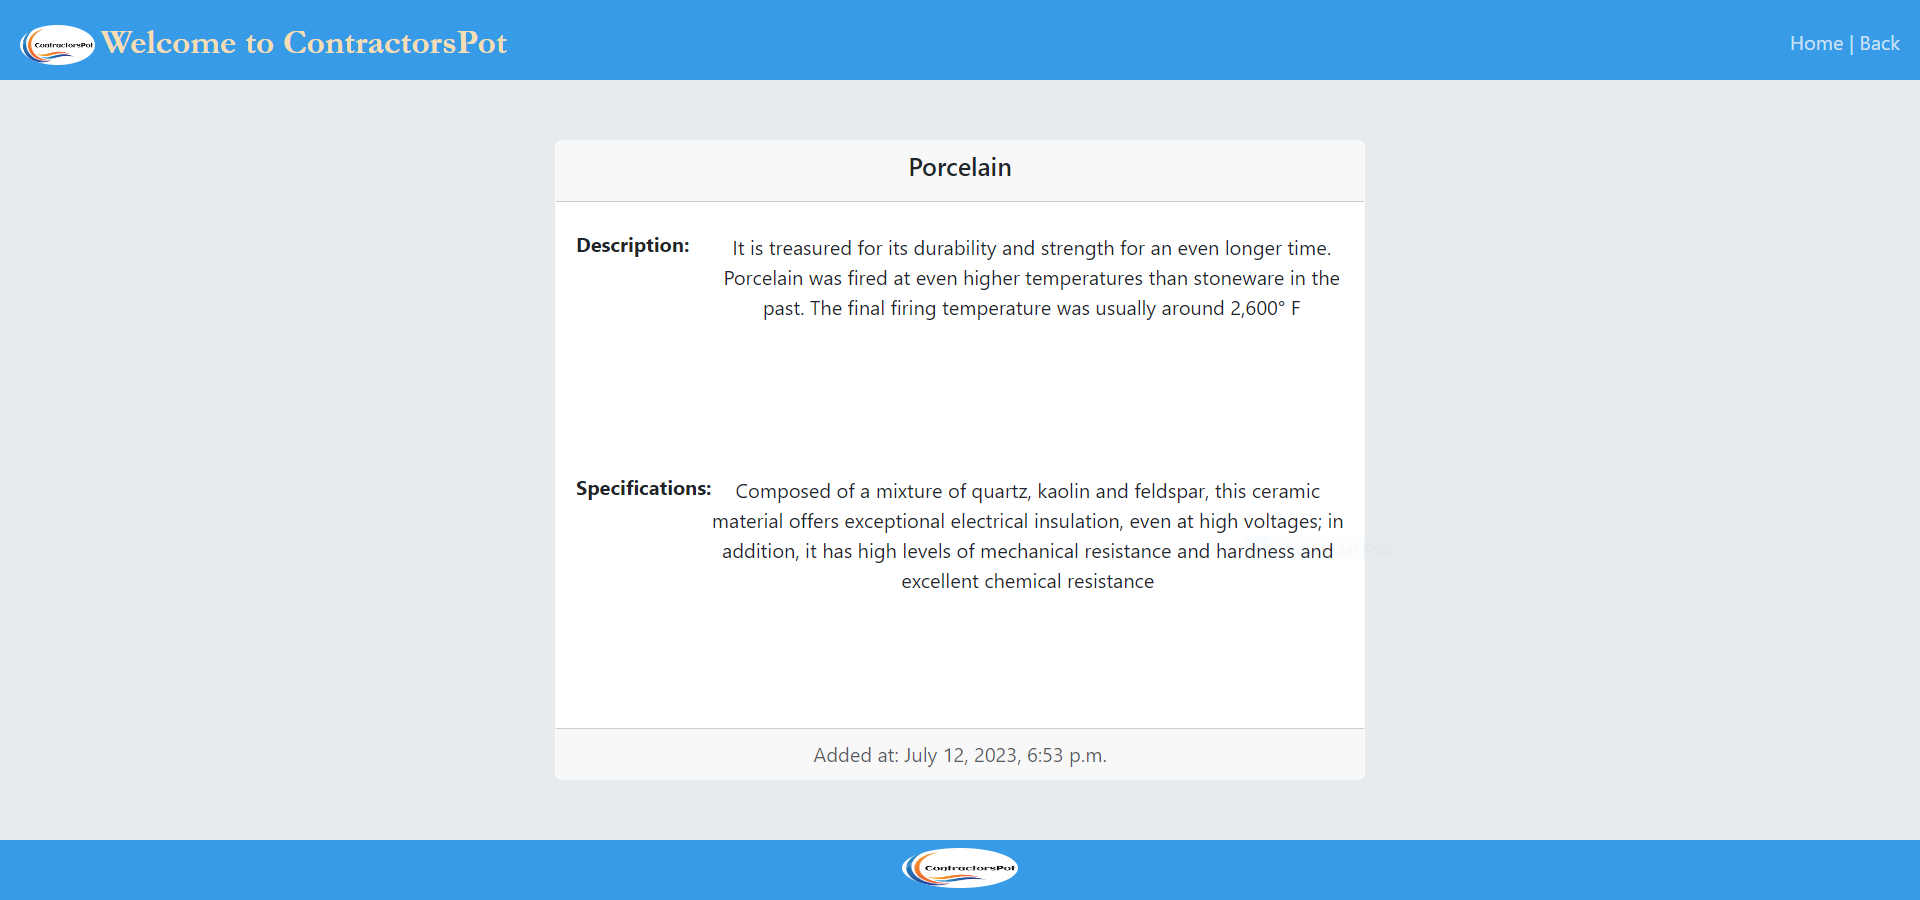 ContractorsPot Welcome to ContractorsPot
Home | Back
Porcelain
Description: It is treasured for its durability and strength for an even longer time.
Porcelain was fired at even higher temperatures than stoneware in the
past. The final firing temperature was usually around 2,600° F
Specifications: Composed of a mixture of quartz, kaolin and feldspar, this ceramic
material offers exceptional electrical insulation, even at high voltages; in
addition, it has high levels of mechanical resistance and hardness and
excellent chemical resistance
Added at: July 12, 2023, 6:53 p.m.
ContractorsPot